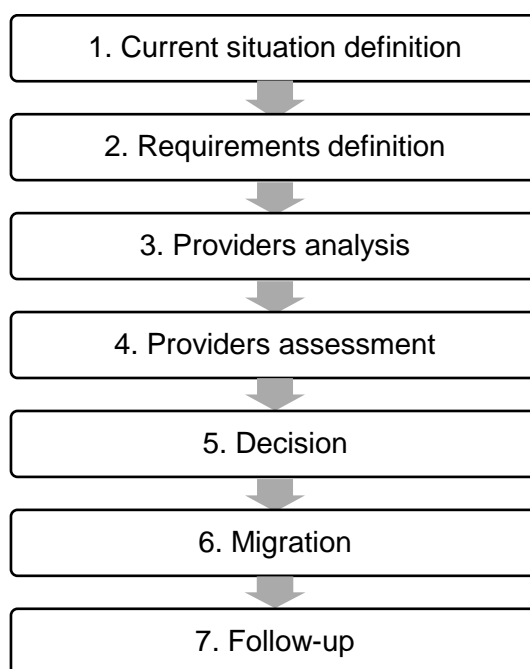 1. Current situation definition
2. Requirements definition
3. Providers analysis
4. Providers assessment
5. Decision
6. Migration
7. Follow-up